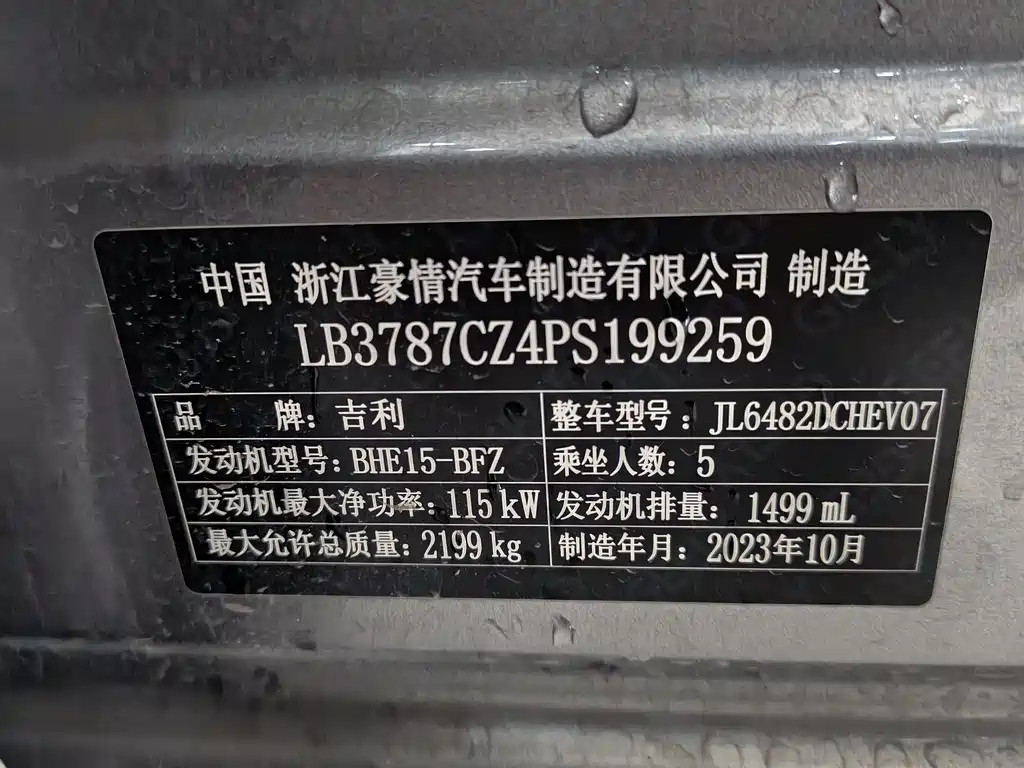 中国 浙江豪情汽车制造有限公司 制造
LB3787CZ4PS199259
品 牌：吉利 整车型号：JL6482DCHEV07
发动机型号：BHE15-BFZ 乘坐人数：5
发动机最大净功率：115 kW 发动机排量：1499 mL
最大允许总质量：2199 kg 制造年月：2023年10月